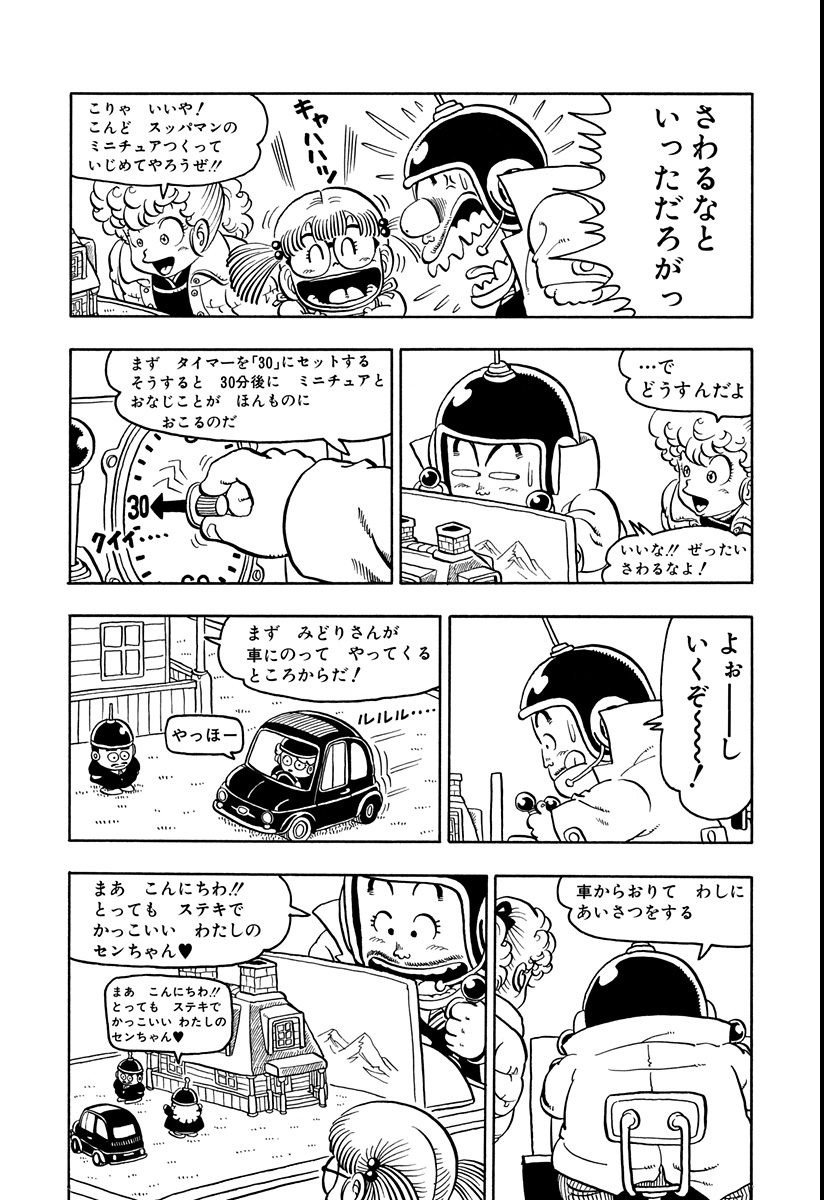 さわるなと
いっただろがっ
キャハハッ
こりゃ いいや!
こんど スッパマンの
ミニチュアつくって
いじめてやろうぜ!!
…で
どうすんだよ
いいな!! ぜったい
さわるなよ!
まず タイマーを「30」にセットする
そうすると 30分後に ミニチュアと
おなじことが ほんものに
おこるのだ
30
クイイ‥‥
60
よぉーし
いくぞ~~~!
まず みどりさんが
車にのって やってくる
ところからだ!
ルルルル‥‥
やっほー
車からおりて わしに
あいさつをする
まあ こんにちわ!!
とっても ステキで
かっこいい わたしの
センちゃん♥
まあ こんにちわ!!
とっても ステキで
かっこいい わたしの
センちゃん♥